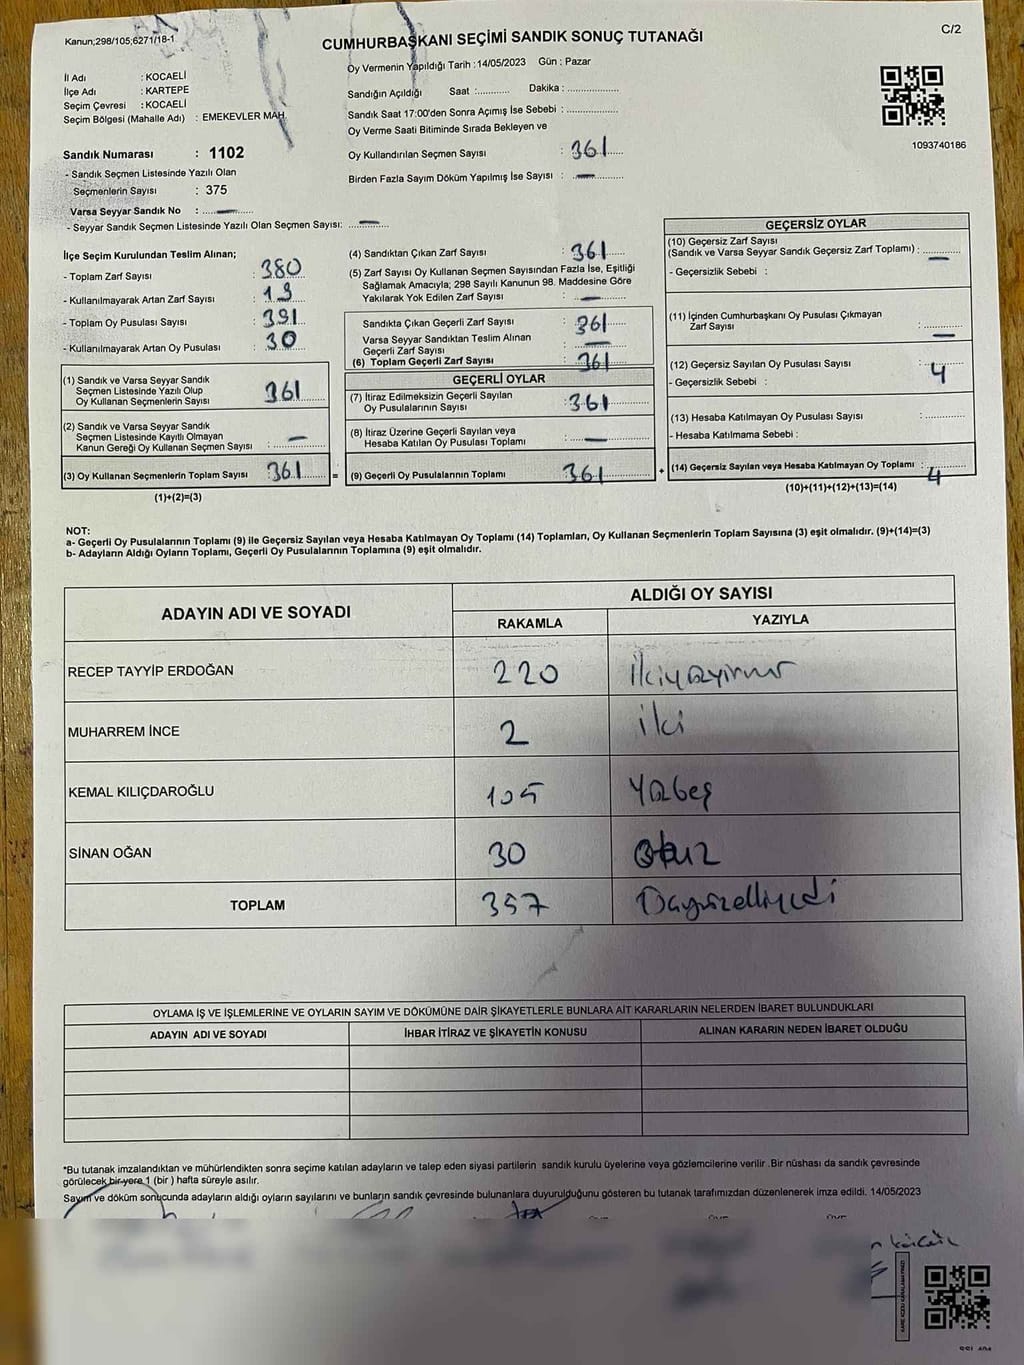 Kanun;298/105;6271/18-1
CUMHURBAŞKANI SEÇİMİ SANDIK SONUÇ TUTANAĞI
C/2
İl Adı : KOCAELİ
İlçe Adı : KARTEPE
Seçim Çevresi : KOCAELİ
Seçim Bölgesi (Mahalle Adı) : EMEKEVLER MAH.
Oy Vermenin Yapıldığı Tarih : 14/05/2023 Gün : Pazar
Sandığın Açıldığı Saat :........... Dakika : ..................
Sandık Saat 17:00'den Sonra Açımış İse Sebebi : ..................
Oy Verme Saati Bitiminde Sırada Bekleyen ve
Oy Kullandırılan Seçmen Sayısı : 361
Birden Fazla Sayım Döküm Yapılmış İse Sayısı : —
1093740186
Sandık Numarası : 1102
- Sandık Seçmen Listesinde Yazılı Olan
Seçmenlerin Sayısı : 375
Varsa Seyyar Sandık No : —
- Seyyar Sandık Seçmen Listesinde Yazılı Olan Seçmen Sayısı: —
İlçe Seçim Kurulundan Teslim Alınan;
- Toplam Zarf Sayısı : 380
- Kullanılmayarak Artan Zarf Sayısı : 19
- Toplam Oy Pusulası Sayısı : 391
- Kullanılmayarak Artan Oy Pusulası : 30
(1) Sandık ve Varsa Seyyar Sandık
Seçmen Listesinde Yazılı Olup
Oy Kullanan Seçmenlerin Sayısı : 361
(2) Sandık ve Varsa Seyyar Sandık
Seçmen Listesinde Kayıtlı Olmayan
Kanun Gereği Oy Kullanan Seçmen Sayısı : —
(3) Oy Kullanan Seçmenlerin Toplam Sayısı : 361
(1)+(2)=(3)
(4) Sandıktan Çıkan Zarf Sayısı : 361
(5) Zarf Sayısı Oy Kullanan Seçmen Sayısından Fazla İse, Eşitliği
Sağlamak Amacıyla; 298 Sayılı Kanunun 98. Maddesine Göre
Yakılarak Yok Edilen Zarf Sayısı : —
Sandıkta Çıkan Geçerli Zarf Sayısı : 361
Varsa Seyyar Sandıktan Teslim Alınan
Geçerli Zarf Sayısı : —
(6) Toplam Geçerli Zarf Sayısı : 361
GEÇERLİ OYLAR
(7) İtiraz Edilmeksizin Geçerli Sayılan
Oy Pusulalarının Sayısı : 361
(8) İtiraz Üzerine Geçerli Sayılan veya
Hesaba Katılan Oy Pusulası Toplamı : —
= (9) Geçerli Oy Pusulalarının Toplamı : 361 +
GEÇERSİZ OYLAR
(10) Geçersiz Zarf Sayısı
(Sandık ve Varsa Seyyar Sandık Geçersiz Zarf Toplamı) : —
- Geçersizlik Sebebi :
(11) İçinden Cumhurbaşkanı Oy Pusulası Çıkmayan
Zarf Sayısı : —
(12) Geçersiz Sayılan Oy Pusulası Sayısı : 4
- Geçersizlik Sebebi :
(13) Hesaba Katılmayan Oy Pusulası Sayısı : ............
- Hesaba Katılmama Sebebi :
(14) Geçersiz Sayılan veya Hesaba Katılmayan Oy Toplamı : 4
(10)+(11)+(12)+(13)=(14)
NOT:
a- Geçerli Oy Pusulalarının Toplamı (9) ile Geçersiz Sayılan veya Hesaba Katılmayan Oy Toplamı (14) Toplamları, Oy Kullanan Seçmenlerin Toplam Sayısına (3) eşit olmalıdır. (9)+(14)=(3)
b- Adayların Aldığı Oyların Toplamı, Geçerli Oy Pusulalarının Toplamına (9) eşit olmalıdır.
ADAYIN ADI VE SOYADI
ALDIĞI OY SAYISI
RAKAMLA YAZIYLA
RECEP TAYYİP ERDOĞAN 220 ikiyüzyirmi
MUHARREM İNCE 2 iki
KEMAL KILIÇDAROĞLU 105 Yüzbeş
SİNAN OĞAN 30 Otuz
TOPLAM 357
OYLAMA İŞ VE İŞLEMLERİNE VE OYLARIN SAYIM VE DÖKÜMÜNE DAİR ŞİKAYETLERLE BUNLARA AİT KARARLARIN NELERDEN İBARET BULUNDUKLARI
ADAYIN ADI VE SOYADI İHBAR İTİRAZ VE ŞİKAYETİN KONUSU ALINAN KARARIN NEDEN İBARET OLDUĞU
*Bu tutanak imzalandıktan ve mühürlendikten sonra seçime katılan adayların ve talep eden siyasi partilerin sandık kurulu üyelerine veya gözlemcilerine verilir .Bir nüshası da sandık çevresinde
görülecek bir yere 1 (bir ) hafta süreyle asılır.
Sayım ve döküm sonucunda adayların aldığı oyların sayılarını ve bunların sandık çevresinde bulunanlara duyurulduğunu gösteren bu tutanak tarafımızdan düzenlenerek imza edildi. 14/05/2023